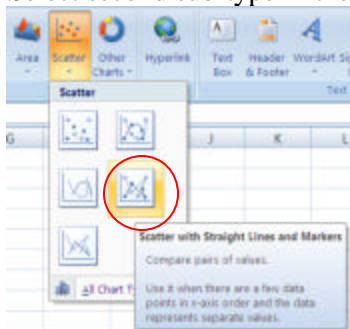 Area Scatter Other Charts Hyperlink Text Box Header & Footer WordArt
Text
Scatter
G J K L
Scatter with Straight Lines and Markers
Compare pairs of values.
All Chart T
Use it when there are a few data
points in x-axis order and the data
represents separate values.